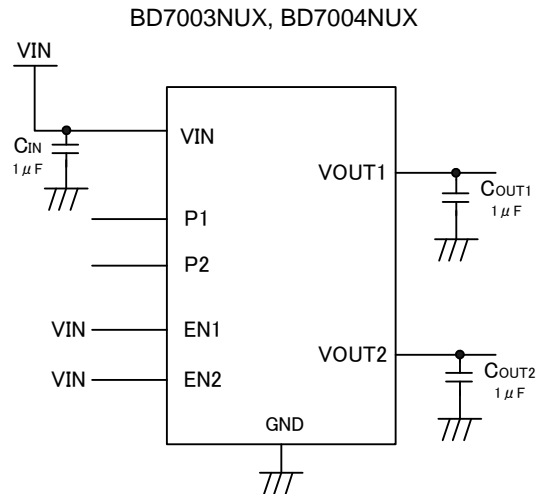 BD7003NUX, BD7004NUX
VIN
CIN
1μF
VIN
VOUT1
COUT1
1μF
P1
P2
VIN
EN1
VOUT2
VIN
EN2
COUT2
1μF
GND